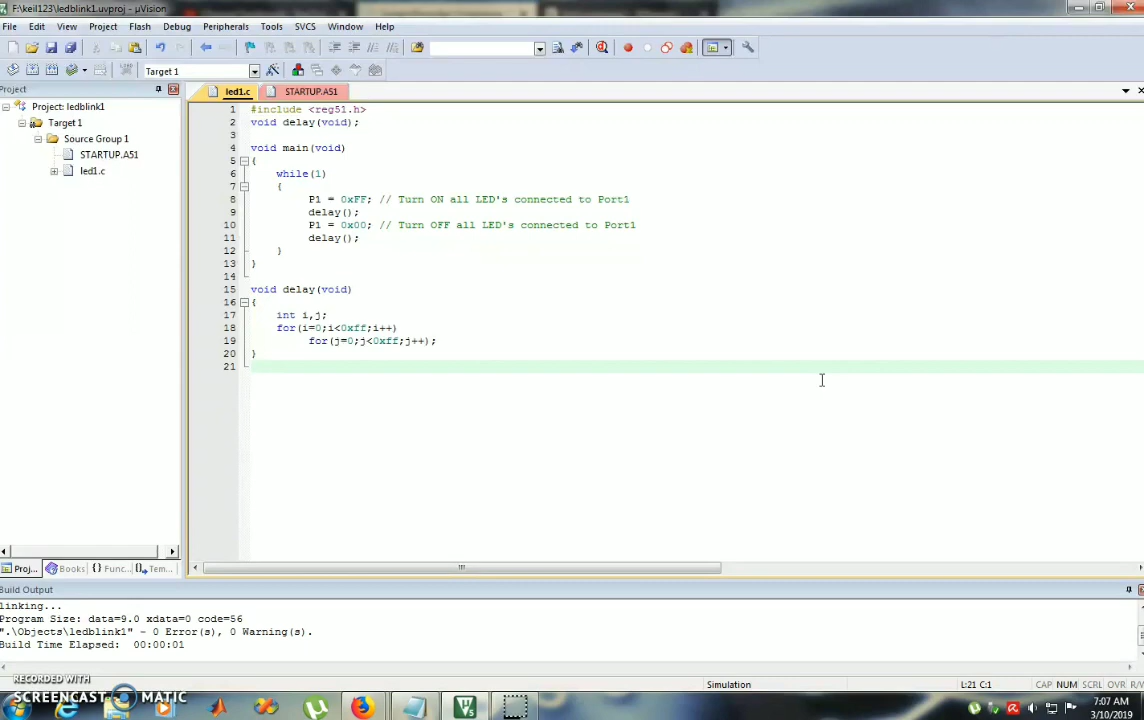 F:\keil123\ledblink1.uvproj - µVision
File Edit View Project Flash Debug Peripherals Tools SVCS Window Help
Target 1
Project
led1.c STARTUP.A51
Project: ledblink1
Target 1
Source Group 1
STARTUP.A51
led1.c
1 #include <reg51.h>
2 void delay(void);
3
4 void main(void)
5 {
6 while(1)
7 {
8 P1 = 0xFF; // Turn ON all LED's connected to Port1
9 delay();
10 P1 = 0x00; // Turn OFF all LED's connected to Port1
11 delay();
12 }
13 }
14
15 void delay(void)
16 {
17 int i,j;
18 for(i=0;i<0xff;i++)
19 for(j=0;j<0xff;j++);
20 }
21
Proj... Books {} Func... Tem...
Build Output
linking...
Program Size: data=9.0 xdata=0 code=56
".\Objects\ledblink1" - 0 Error(s), 0 Warning(s).
Build Time Elapsed: 00:00:01
RECORDED WITH
SCREENCAST MATIC
Simulation L:21 C:1 CAP NUM SCRL OVR R/W
7:07 AM
3/10/2019